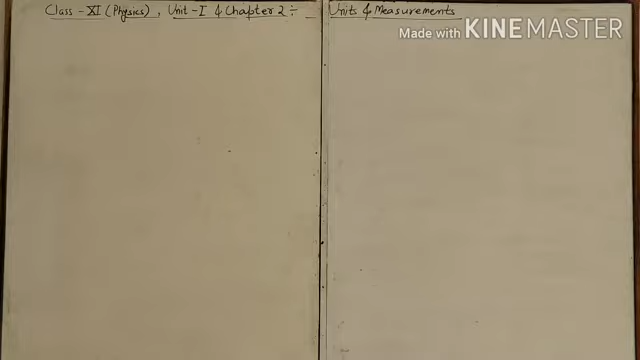 Class - XI (Physics), Unit - I & Chapter 2 ÷ Units & Measurements
Made with KINEMASTER